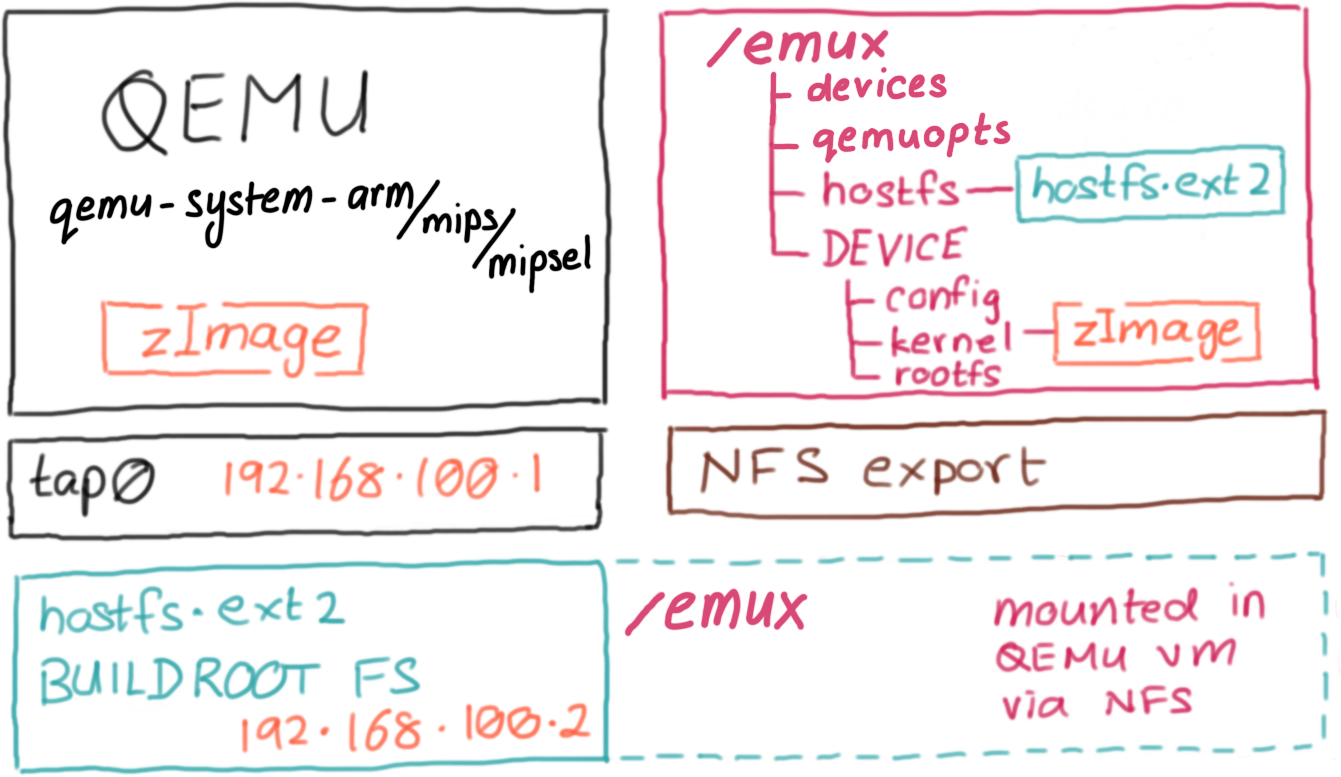 QEMU
qemu-system-arm/mips/mipsel
zImage
/emux
devices
qemuopts
hostfs hostfs.ext2
DEVICE
config
kernel zImage
rootfs
tap0 192.168.100.1
NFS export
hostfs.ext2
BUILDROOT FS
192.168.100.2
/emux
mounted in
QEMU vm
via NFS